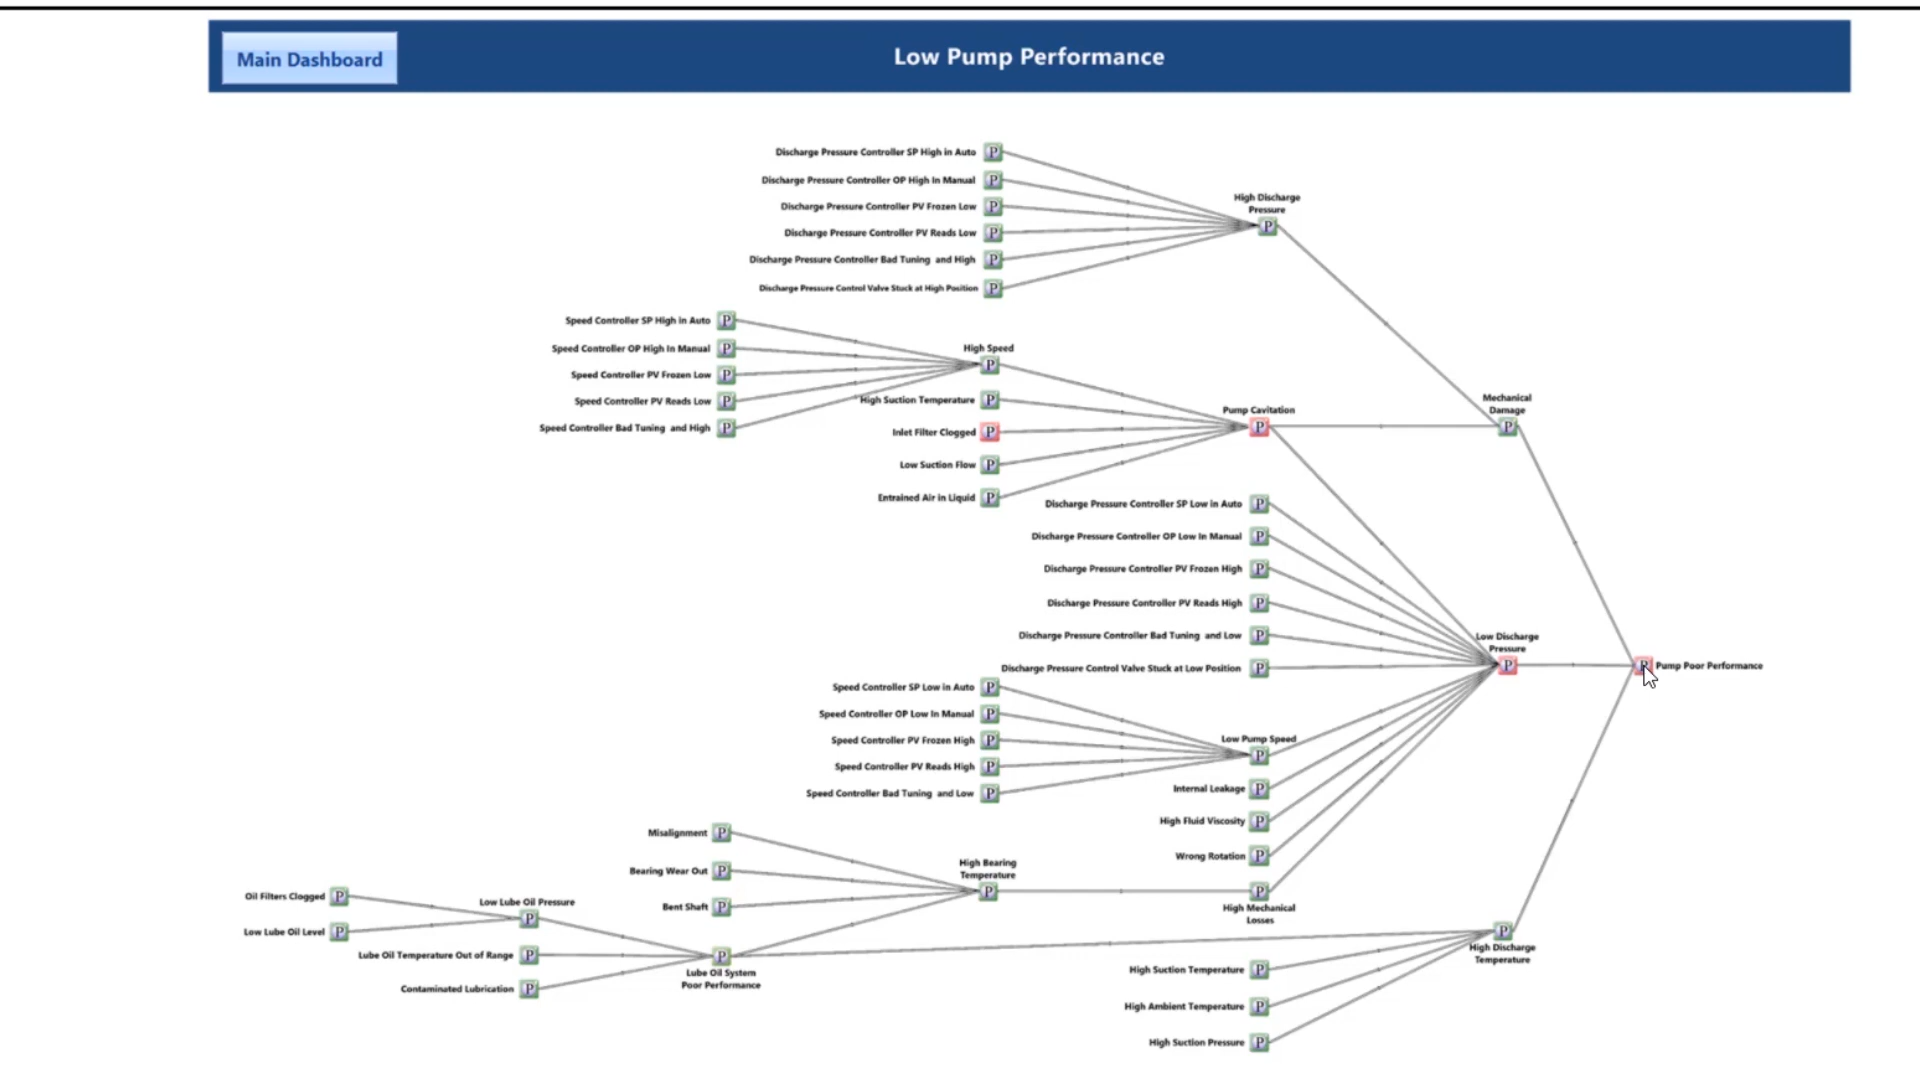 Main Dashboard
Low Pump Performance
Discharge Pressure Controller SP High in Auto P
Discharge Pressure Controller OP High In Manual P
Discharge Pressure Controller PV Frozen Low P
Discharge Pressure Controller PV Reads Low P
Discharge Pressure Controller Bad Tuning and High P
Discharge Pressure Control Valve Stuck at High Position P
High Discharge
Pressure
P
Speed Controller SP High in Auto P
Speed Controller OP High In Manual P
Speed Controller PV Frozen Low P
Speed Controller PV Reads Low P
Speed Controller Bad Tuning and High P
High Speed
P
High Suction Temperature P
Inlet Filter Clogged P
Low Suction Flow P
Entrained Air in Liquid P
Pump Cavitation
P
Mechanical
Damage
P
Discharge Pressure Controller SP Low in Auto P
Discharge Pressure Controller OP Low In Manual P
Discharge Pressure Controller PV Frozen High P
Discharge Pressure Controller PV Reads High P
Discharge Pressure Controller Bad Tuning and Low P
Discharge Pressure Control Valve Stuck at Low Position P
Low Discharge
Pressure
P
P Pump Poor Performance
Speed Controller SP Low in Auto P
Speed Controller OP Low In Manual P
Speed Controller PV Frozen High P
Speed Controller PV Reads High P
Speed Controller Bad Tuning and Low P
Low Pump Speed
P
Internal Leakage P
High Fluid Viscosity P
Wrong Rotation P
P
High Mechanical
Losses
Misalignment P
Bearing Wear Out P
Bent Shaft P
High Bearing
Temperature
P
Oil Filters Clogged P
Low Lube Oil Level P
Low Lube Oil Pressure
P
Lube Oil Temperature Out of Range P
Contaminated Lubrication P
P
Lube Oil System
Poor Performance
P
High Discharge
Temperature
High Suction Temperature P
High Ambient Temperature P
High Suction Pressure P